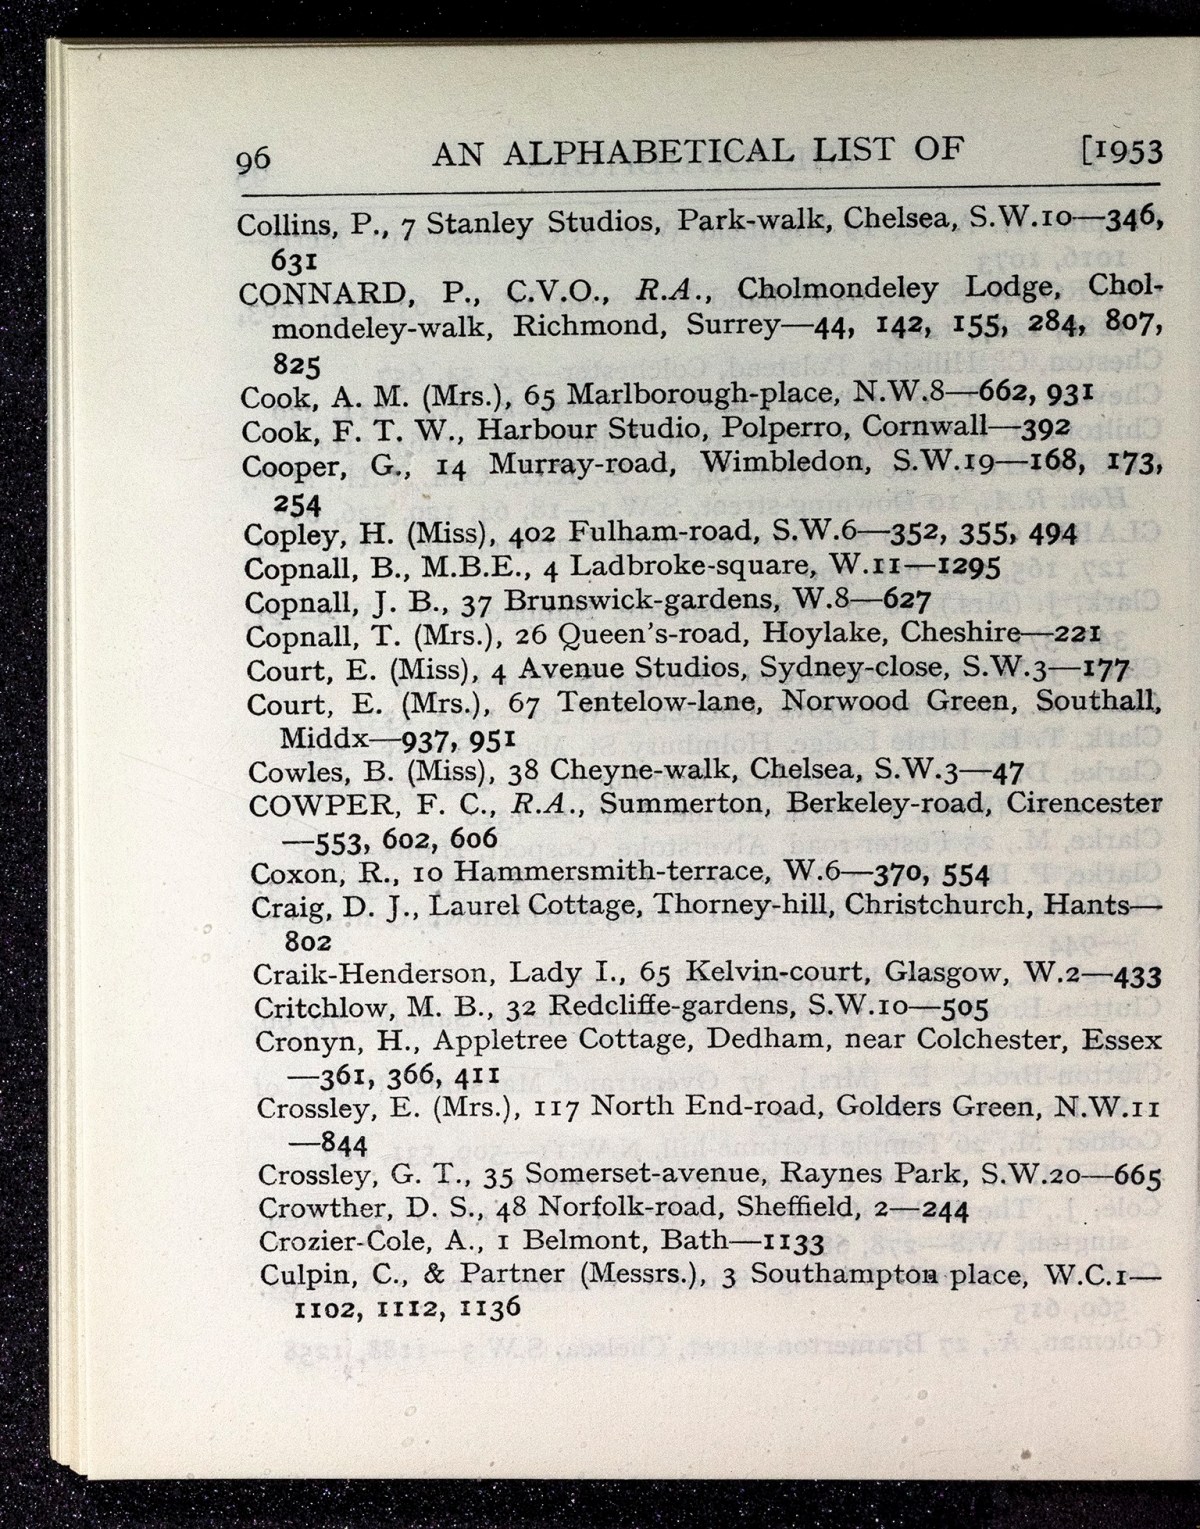 96 AN ALPHABETICAL LIST OF [1953
Collins, P., 7 Stanley Studios, Park-walk, Chelsea, S.W.10—346,
631
CONNARD, P., C.V.O., R.A., Cholmondeley Lodge, Chol-
mondeley-walk, Richmond, Surrey—44, 142, 155, 284, 807,
825
Cook, A. M. (Mrs.), 65 Marlborough-place, N.W.8—662, 931
Cook, F. T. W., Harbour Studio, Polperro, Cornwall—392
Cooper, G., 14 Murray-road, Wimbledon, S.W.19—168, 173,
254
Copley, H. (Miss), 402 Fulham-road, S.W.6—352, 355, 494
Copnall, B., M.B.E., 4 Ladbroke-square, W.11—1295
Copnall, J. B., 37 Brunswick-gardens, W.8—627
Copnall, T. (Mrs.), 26 Queen's-road, Hoylake, Cheshire—221
Court, E. (Miss), 4 Avenue Studios, Sydney-close, S.W.3—177
Court, E. (Mrs.), 67 Tentelow-lane, Norwood Green, Southall,
Middx—937, 951
Cowles, B. (Miss), 38 Cheyne-walk, Chelsea, S.W.3—47
COWPER, F. C., R.A., Summerton, Berkeley-road, Cirencester
—553, 602, 606
Coxon, R., 10 Hammersmith-terrace, W.6—370, 554
Craig, D. J., Laurel Cottage, Thorney-hill, Christchurch, Hants—
802
Craik-Henderson, Lady I., 65 Kelvin-court, Glasgow, W.2—433
Critchlow, M. B., 32 Redcliffe-gardens, S.W.10—505
Cronyn, H., Appletree Cottage, Dedham, near Colchester, Essex
—361, 366, 411
Crossley, E. (Mrs.), 117 North End-road, Golders Green, N.W.11
—844
Crossley, G. T., 35 Somerset-avenue, Raynes Park, S.W.20—665
Crowther, D. S., 48 Norfolk-road, Sheffield, 2—244
Crozier-Cole, A., 1 Belmont, Bath—1133
Culpin, C., & Partner (Messrs.), 3 Southampton place, W.C.1—
1102, 1112, 1136